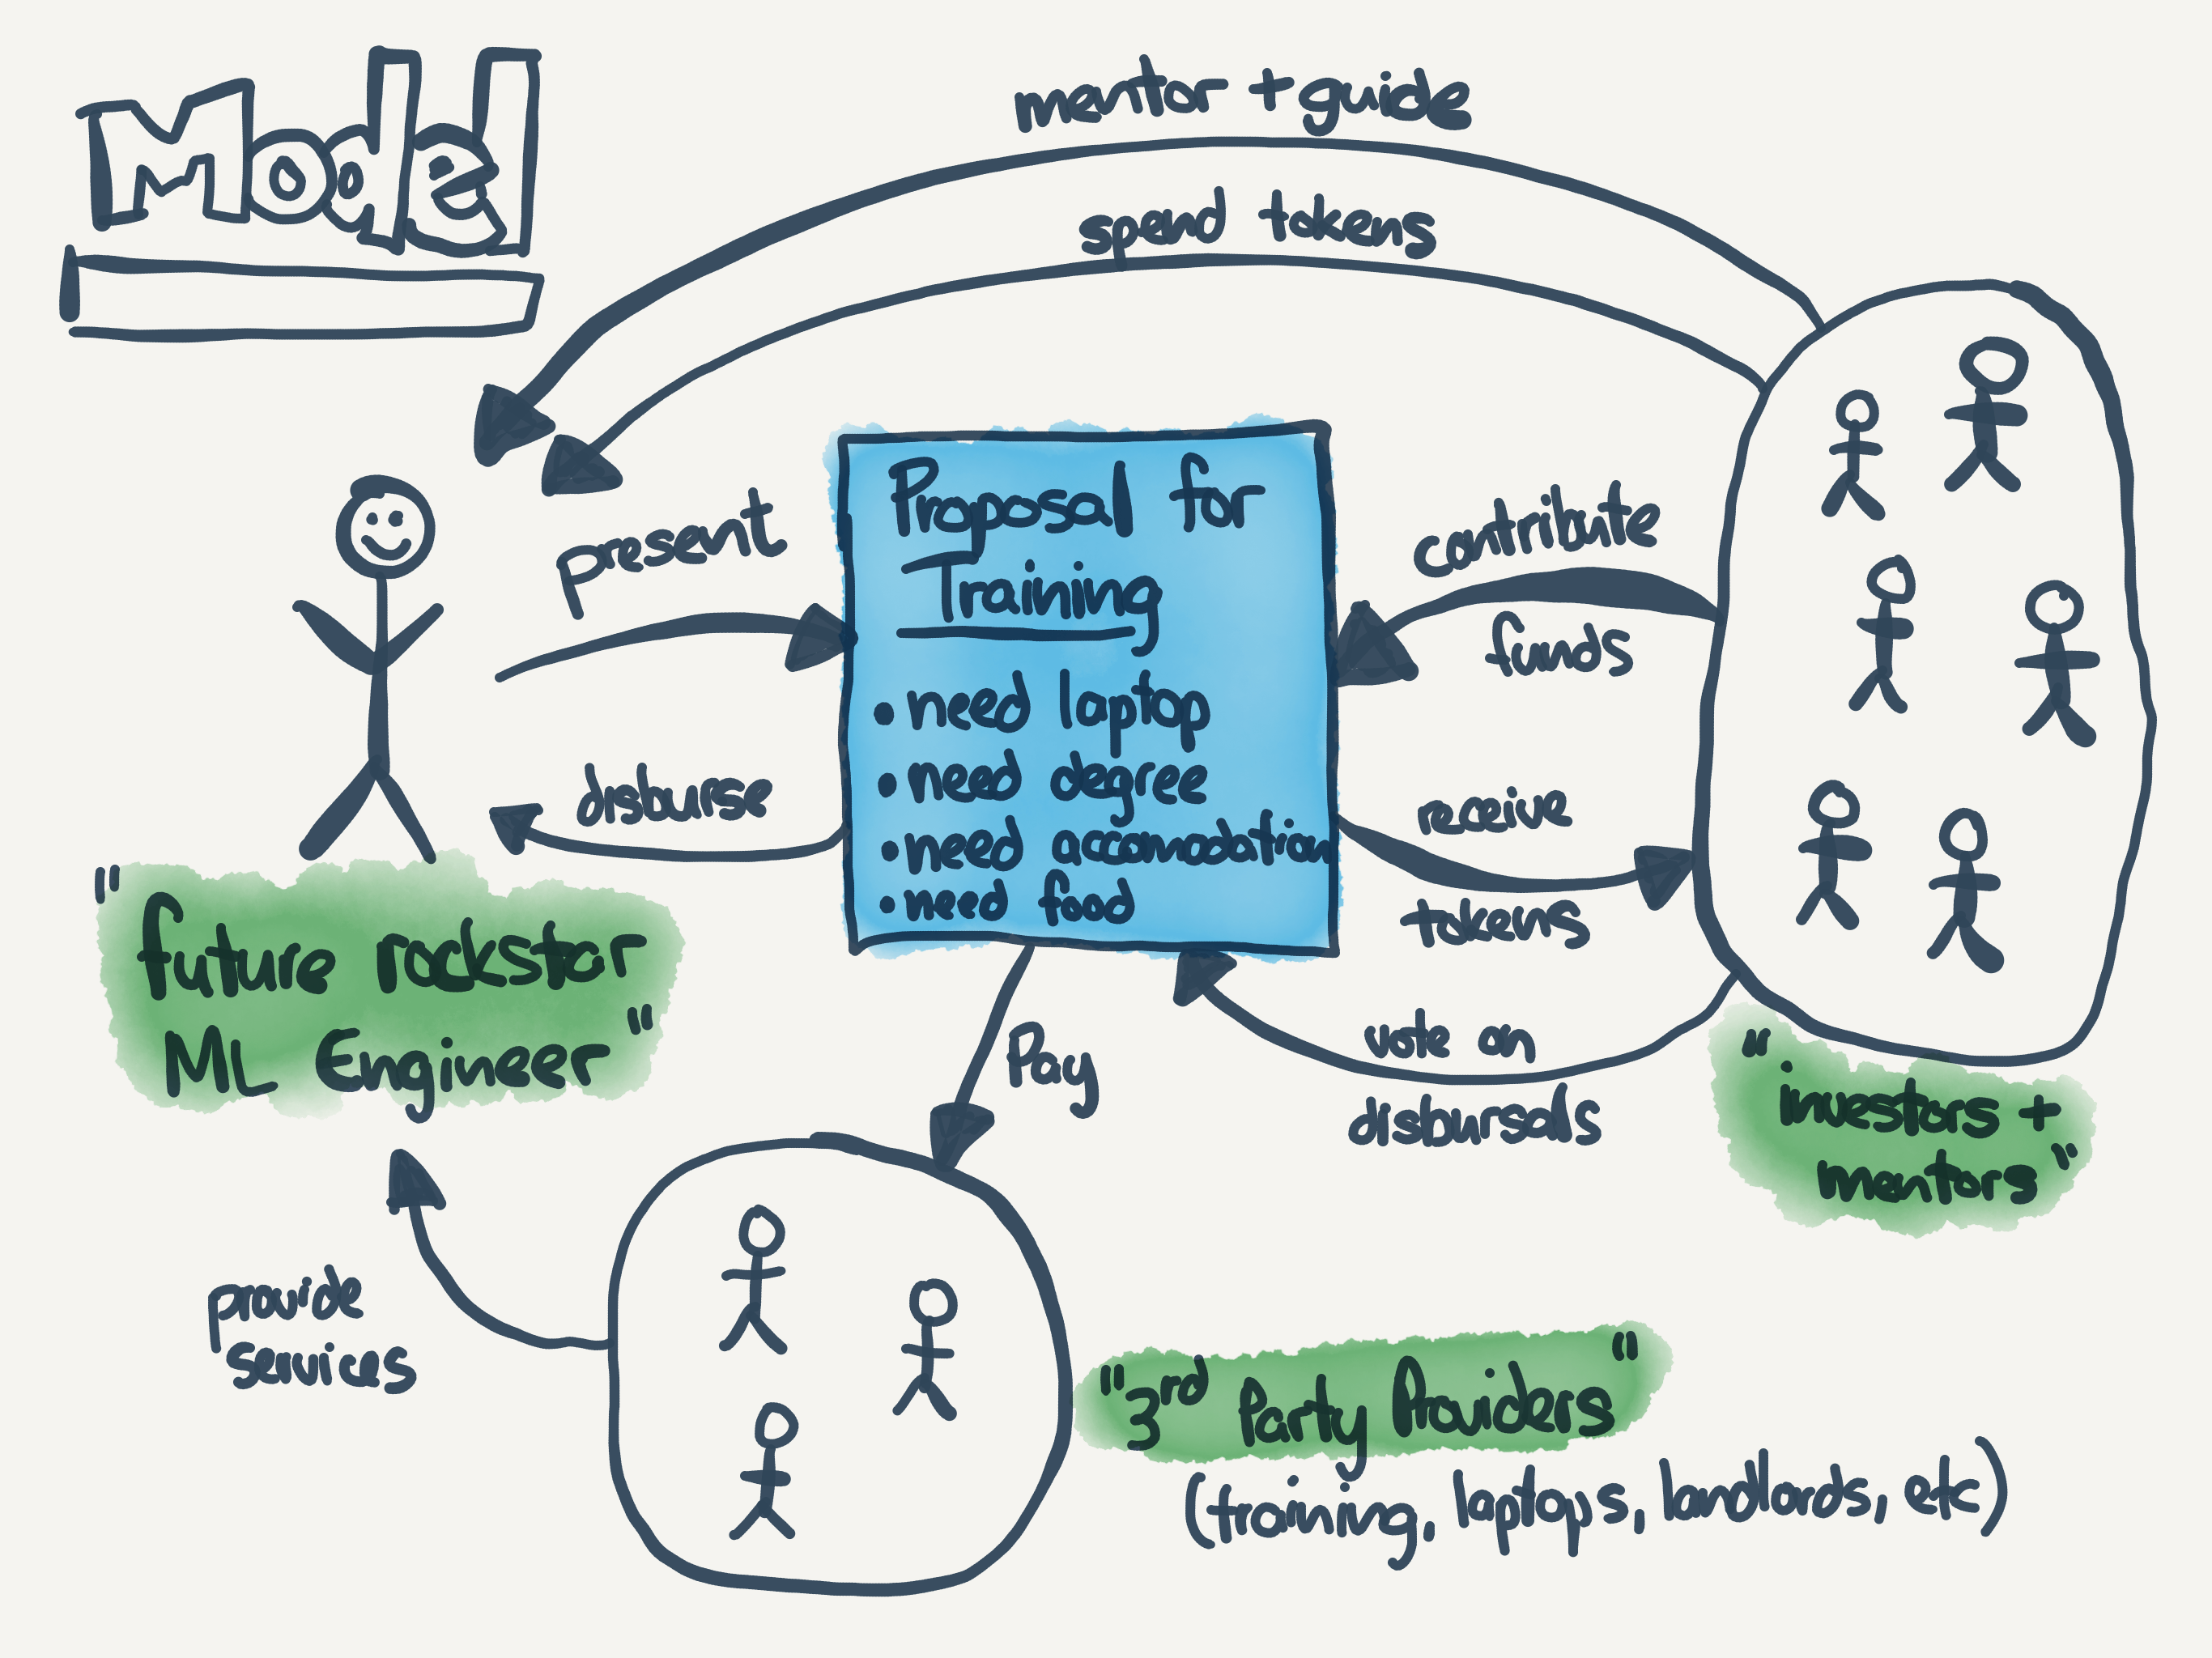 Model
mentor + guide
spend tokens
present
Proposal for
Training
• need laptop
• need degree
• need accomodation
• need food
contribute
funds
disburse
receive
tokens
"future rockstar
ML Engineer"
Pay
vote on
disbursals
"investors +
mentors"
provide
services
"3rd Party Providers"
(training, laptops, landlords, etc)